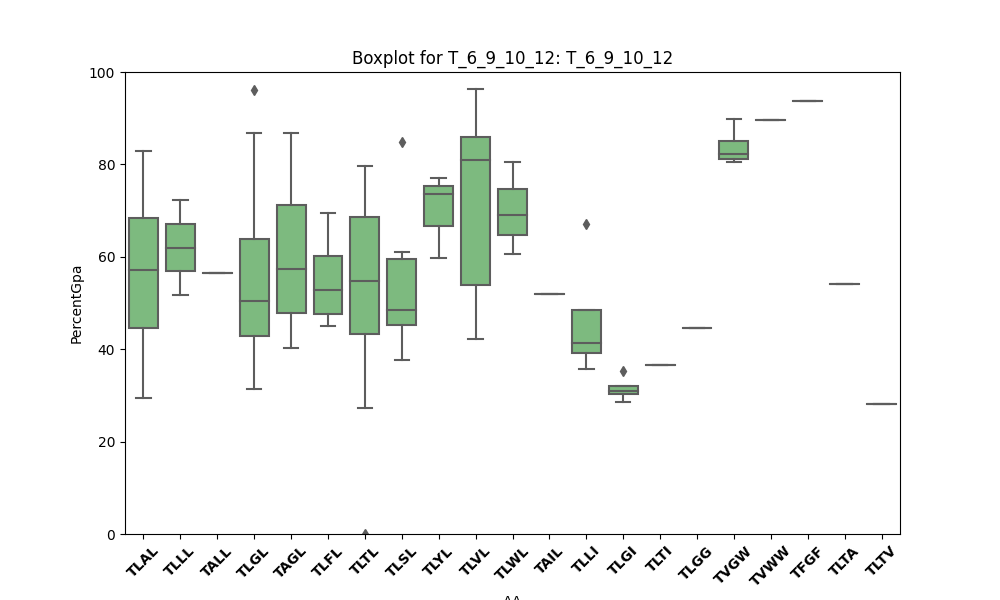 Boxplot for T_6_9_10_12: T_6_9_10_12
PercentGpa
100
80
60
40
20
0
TLAL
TLLL
TALL
TLGL
TAGL
TLFL
TLTL
TLSL
TLYL
TLVL
TLWL
TAIL
TLLI
TLGI
TLTI
TLGG
TVGW
TVWW
TFGF
TLTA
TLTV
AA